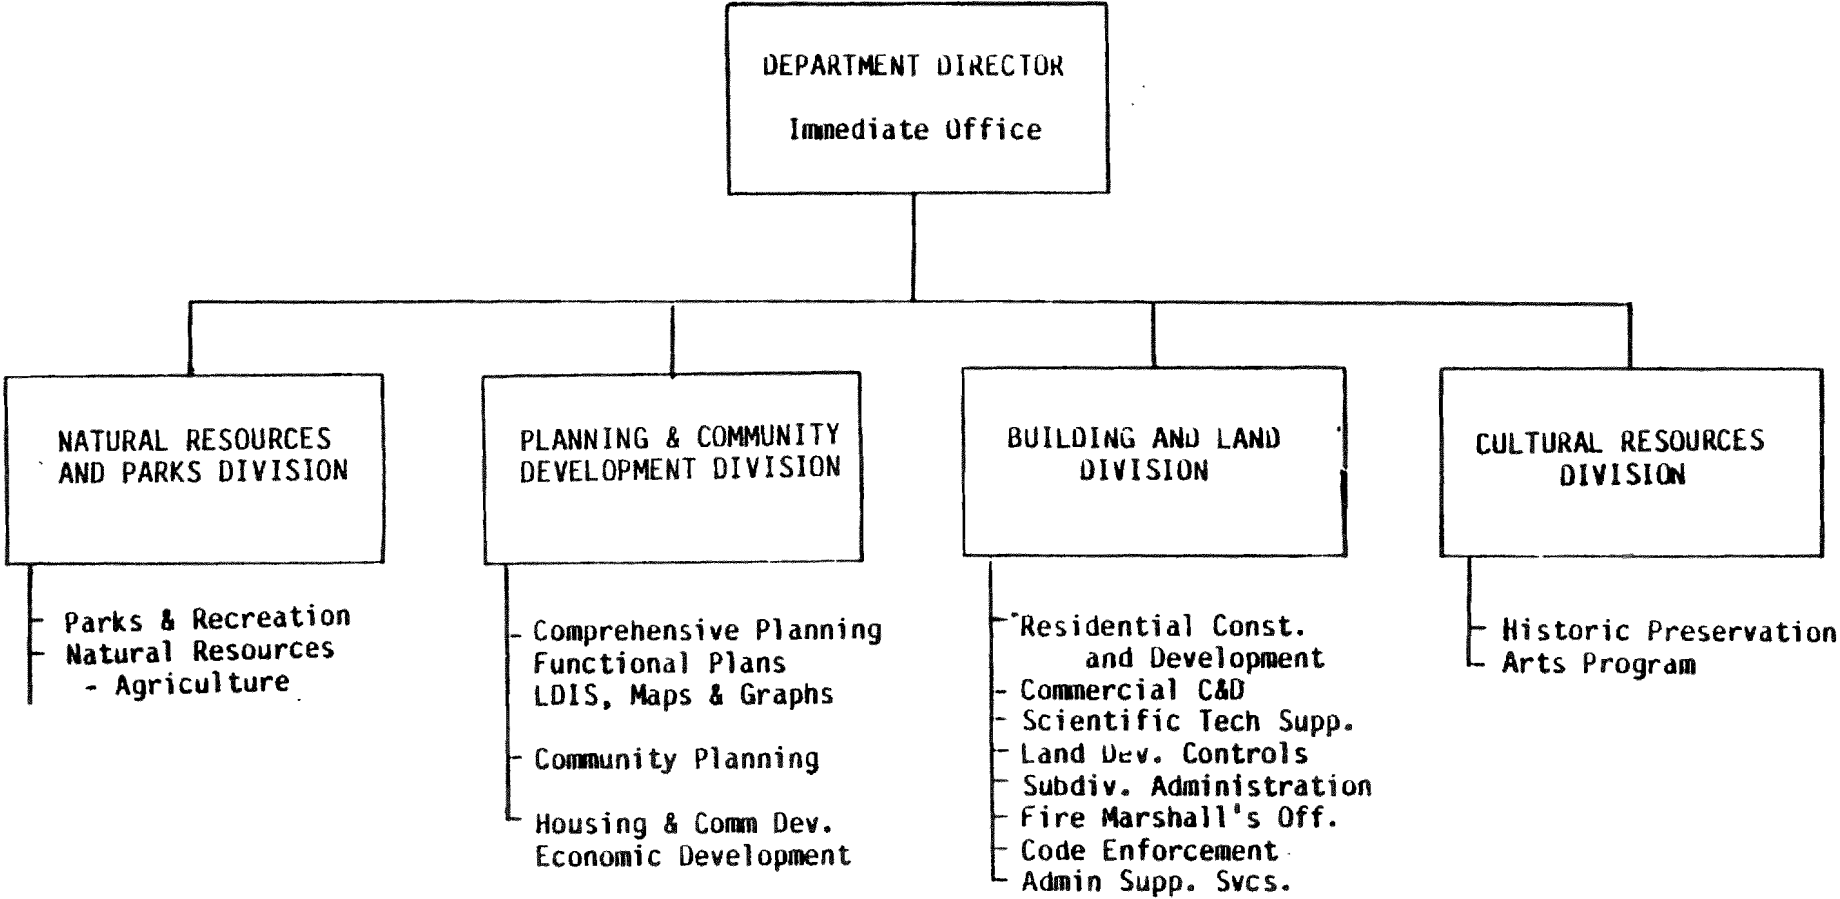 DEPARTMENT DIRECTOR
Immediate Office
NATURAL RESOURCES
AND PARKS DIVISION
Parks & Recreation
Natural Resources
- Agriculture
PLANNING & COMMUNITY
DEVELOPMENT DIVISION
Comprehensive Planning
Functional Plans
LDIS, Maps & Graphs
Community Planning
Housing & Comm Dev.
Economic Development
BUILDING AND LAND
DIVISION
Residential Const.
and Development
Commercial C&D
Scientific Tech Supp.
Land Dev. Controls
Subdiv. Administration
Fire Marshall's Off.
Code Enforcement
Admin Supp. Svcs.
CULTURAL RESOURCES
DIVISION
Historic Preservation
Arts Program